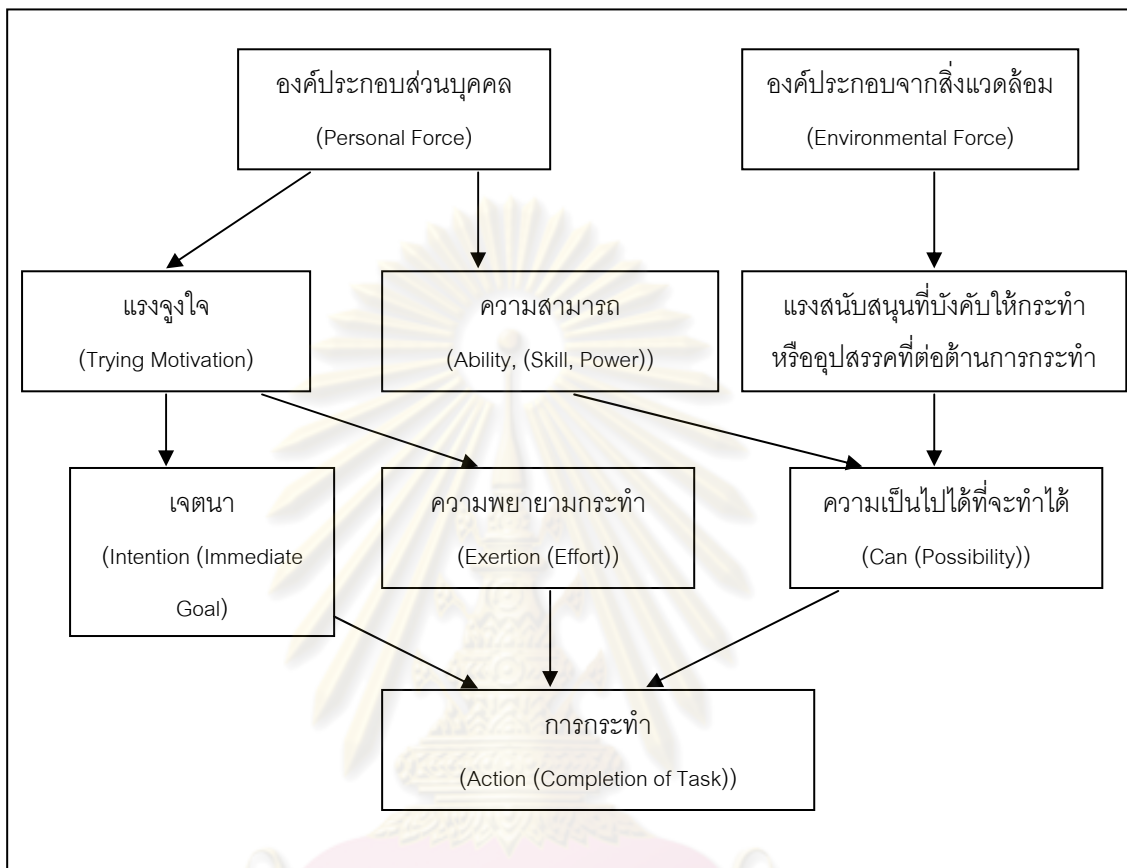 องค์ประกอบส่วนบุคคล
(Personal Force)
องค์ประกอบจากสิ่งแวดล้อม
(Environmental Force)
แรงจูงใจ
(Trying Motivation)
ความสามารถ
(Ability, (Skill, Power))
แรงสนับสนุนที่บังคับให้กระทำ
หรืออุปสรรคที่ต่อต้านการกระทำ
เจตนา
(Intention (Immediate
Goal)
ความพยายามกระทำ
(Exertion (Effort))
ความเป็นไปได้ที่จะทำได้
(Can (Possibility))
การกระทำ
(Action (Completion of Task))